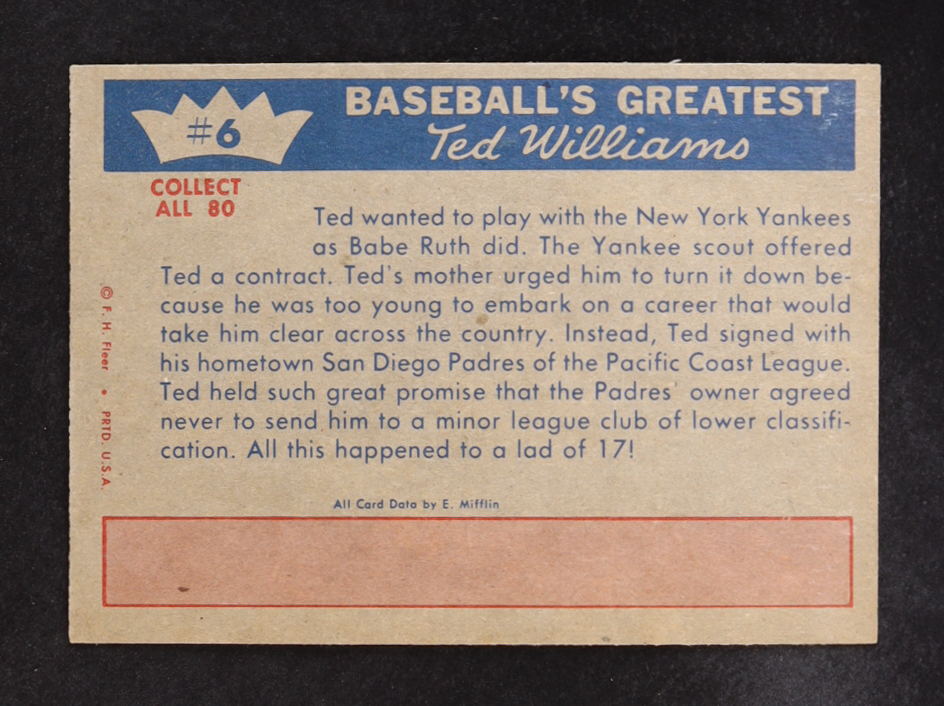 #6
BASEBALL'S GREATEST
Ted Williams
COLLECT
ALL 80
Ted wanted to play with the New York Yankees
as Babe Ruth did. The Yankee scout offered
Ted a contract. Ted's mother urged him to turn it down be-
cause he was too young to embark on a career that would
take him clear across the country. Instead, Ted signed with
his hometown San Diego Padres of the Pacific Coast League.
Ted held such great promise that the Padres' owner agreed
never to send him to a minor league club of lower classifi-
cation. All this happened to a lad of 17!
© F. H. Fleer • PRTD. U.S.A.
All Card Data by E. Mifflin